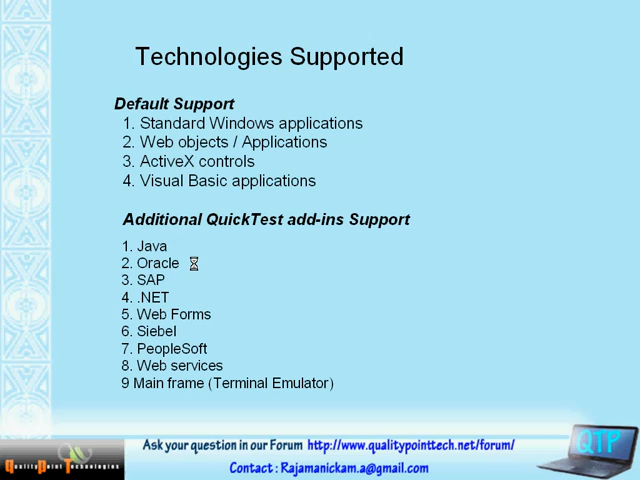 Technologies Supported
Default Support
1. Standard Windows applications
2. Web objects / Applications
3. ActiveX controls
4. Visual Basic applications
Additional QuickTest add-ins Support
1. Java
2. Oracle
3. SAP
4. .NET
5. Web Forms
6. Siebel
7. PeopleSoft
8. Web services
9 Main frame (Terminal Emulator)
Ask your question in our Forum http://www.qualitypointtech.net/forum/
Contact : Rajamanickam.a@gmail.com
QualityPoint Technologies
QTP